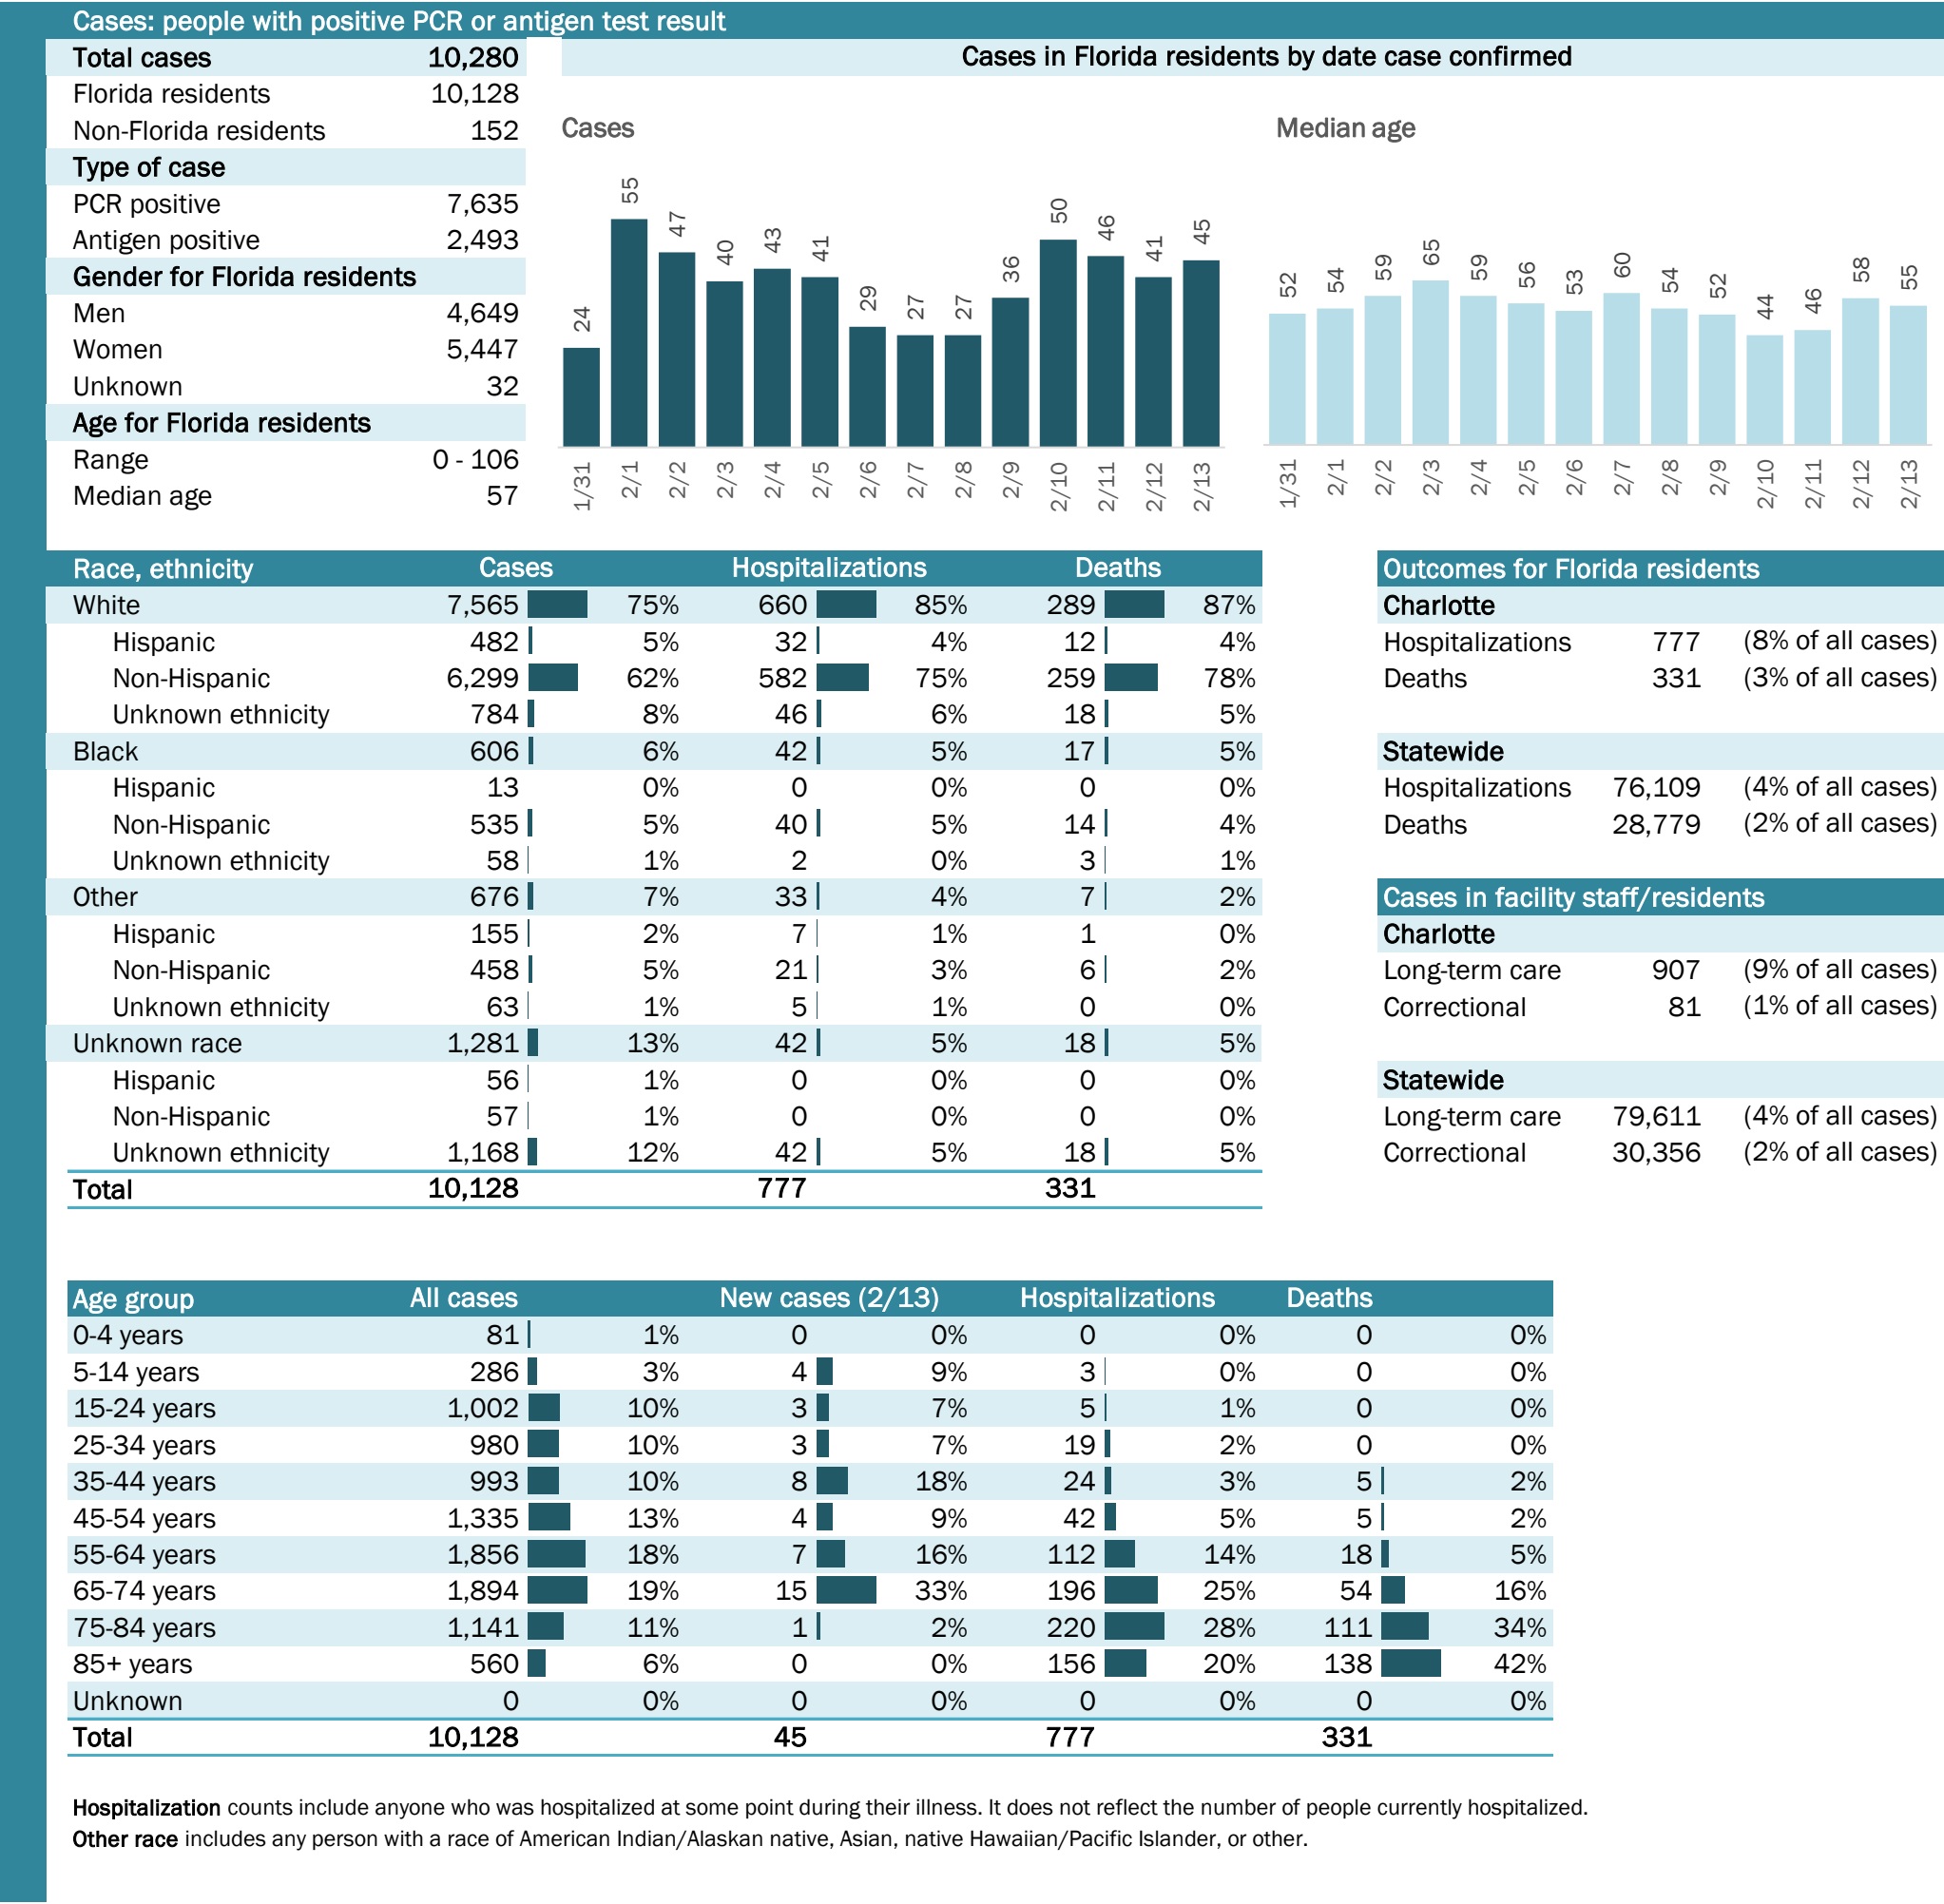 Cases: people with positive PCR or antigen test result
Total cases 10,280
Florida residents 10,128
Non-Florida residents 152
Type of case
PCR positive 7,635
Antigen positive 2,493
Gender for Florida residents
Men 4,649
Women 5,447
Unknown 32
Age for Florida residents
Range 0 - 106
Median age 57
Cases in Florida residents by date case confirmed
Cases
24 55 47 40 43 41 29 27 27 36 50 46 41 45
1/31 2/1 2/2 2/3 2/4 2/5 2/6 2/7 2/8 2/9 2/10 2/11 2/12 2/13
Median age
52 54 59 65 59 56 53 60 54 52 44 46 58 55
1/31 2/1 2/2 2/3 2/4 2/5 2/6 2/7 2/8 2/9 2/10 2/11 2/12 2/13
Race, ethnicity Cases Hospitalizations Deaths
White 7,565 75% 660 85% 289 87%
Hispanic 482 5% 32 4% 12 4%
Non-Hispanic 6,299 62% 582 75% 259 78%
Unknown ethnicity 784 8% 46 6% 18 5%
Black 606 6% 42 5% 17 5%
Hispanic 13 0% 0 0% 0 0%
Non-Hispanic 535 5% 40 5% 14 4%
Unknown ethnicity 58 1% 2 0% 3 1%
Other 676 7% 33 4% 7 2%
Hispanic 155 2% 7 1% 1 0%
Non-Hispanic 458 5% 21 3% 6 2%
Unknown ethnicity 63 1% 5 1% 0 0%
Unknown race 1,281 13% 42 5% 18 5%
Hispanic 56 1% 0 0% 0 0%
Non-Hispanic 57 1% 0 0% 0 0%
Unknown ethnicity 1,168 12% 42 5% 18 5%
Total 10,128 777 331
Outcomes for Florida residents
Charlotte
Hospitalizations 777 (8% of all cases)
Deaths 331 (3% of all cases)
Statewide
Hospitalizations 76,109 (4% of all cases)
Deaths 28,779 (2% of all cases)
Cases in facility staff/residents
Charlotte
Long-term care 907 (9% of all cases)
Correctional 81 (1% of all cases)
Statewide
Long-term care 79,611 (4% of all cases)
Correctional 30,356 (2% of all cases)
Age group All cases New cases (2/13) Hospitalizations Deaths
0-4 years 81 1% 0 0% 0 0% 0 0%
5-14 years 286 3% 4 9% 3 0% 0 0%
15-24 years 1,002 10% 3 7% 5 1% 0 0%
25-34 years 980 10% 3 7% 19 2% 0 0%
35-44 years 993 10% 8 18% 24 3% 5 2%
45-54 years 1,335 13% 4 9% 42 5% 5 2%
55-64 years 1,856 18% 7 16% 112 14% 18 5%
65-74 years 1,894 19% 15 33% 196 25% 54 16%
75-84 years 1,141 11% 1 2% 220 28% 111 34%
85+ years 560 6% 0 0% 156 20% 138 42%
Unknown 0 0% 0 0% 0 0% 0 0%
Total 10,128 45 777 331
Hospitalization counts include anyone who was hospitalized at some point during their illness. It does not reflect the number of people currently hospitalized.
Other race includes any person with a race of American Indian/Alaskan native, Asian, native Hawaiian/Pacific Islander, or other.